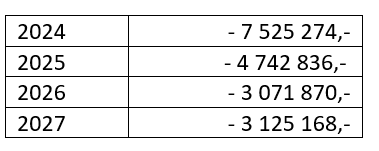 2024 - 7 525 274,-
2025 - 4 742 836,-
2026 - 3 071 870,-
2027 - 3 125 168,-